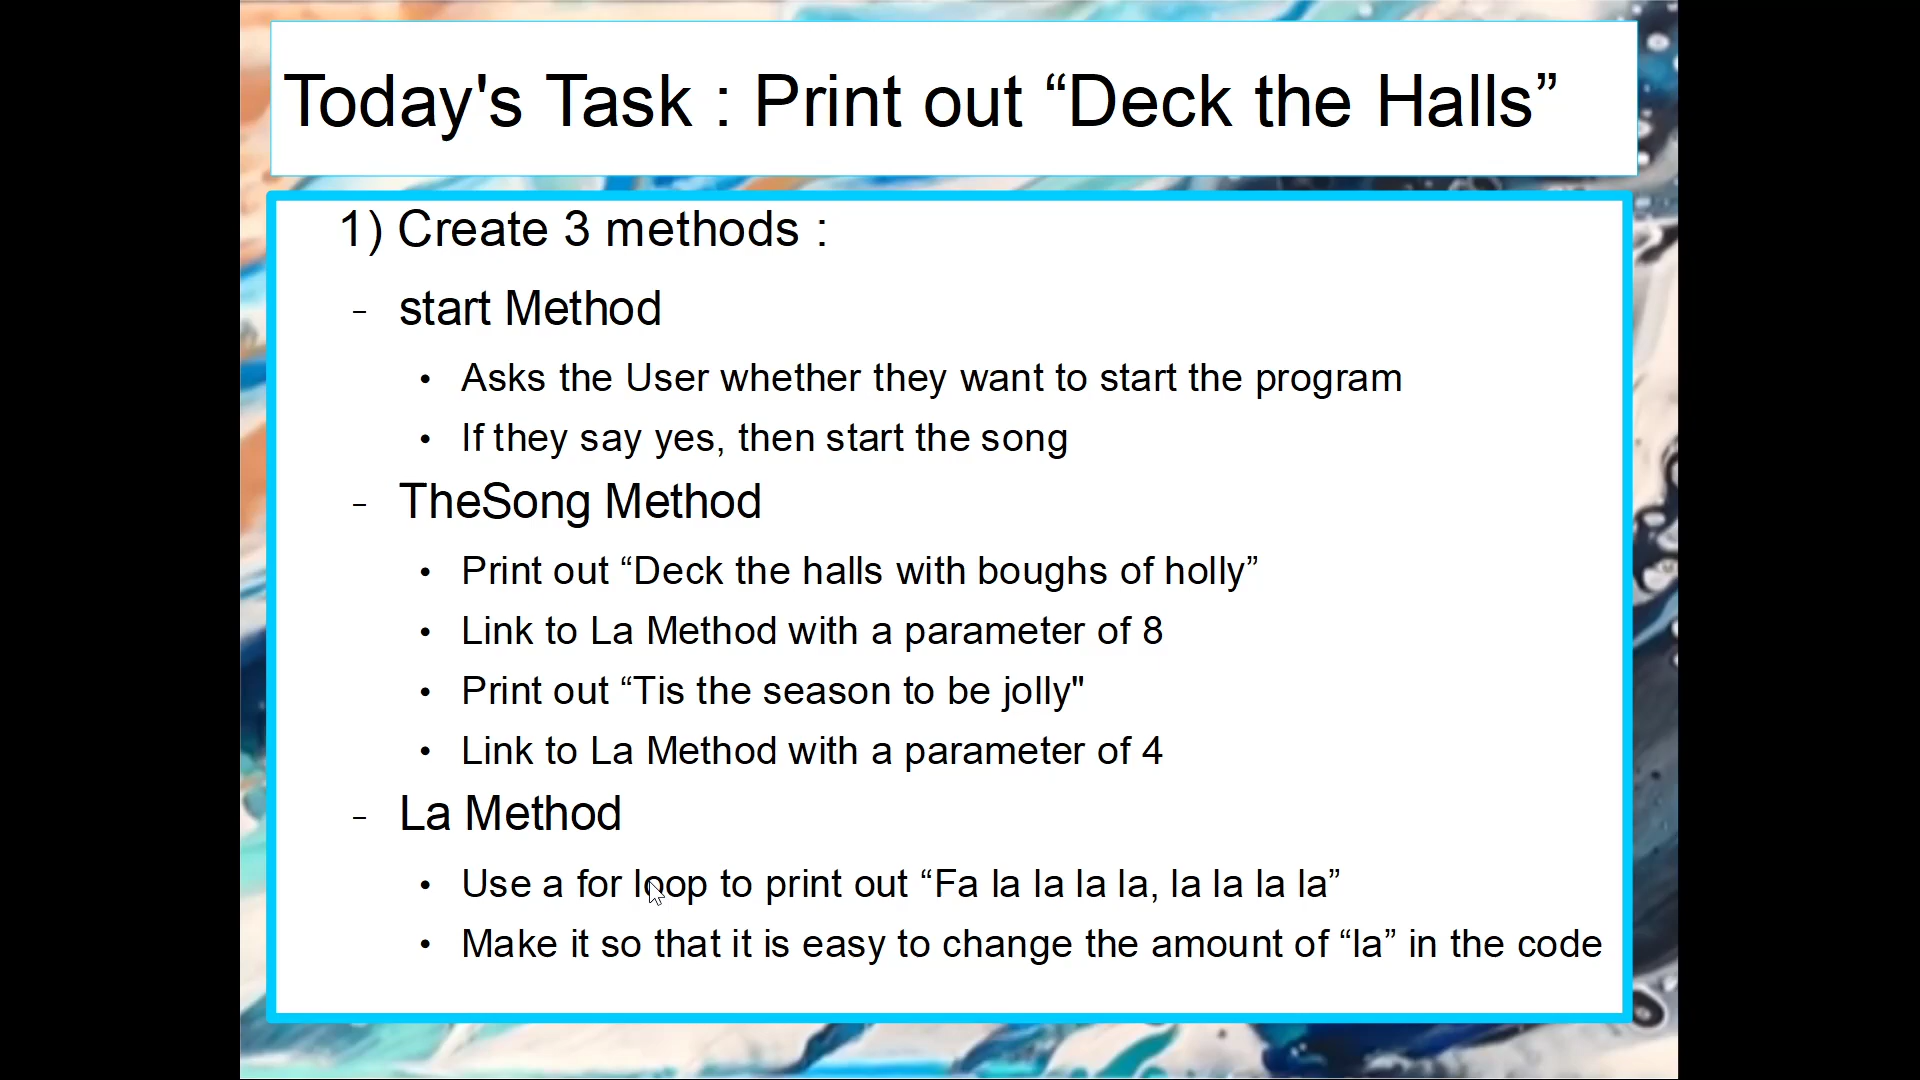 Today's Task : Print out “Deck the Halls”
1) Create 3 methods :
– start Method
• Asks the User whether they want to start the program
• If they say yes, then start the song
– TheSong Method
• Print out “Deck the halls with boughs of holly”
• Link to La Method with a parameter of 8
• Print out “Tis the season to be jolly"
• Link to La Method with a parameter of 4
– La Method
• Use a for loop to print out “Fa la la la la, la la la la”
• Make it so that it is easy to change the amount of “la” in the code